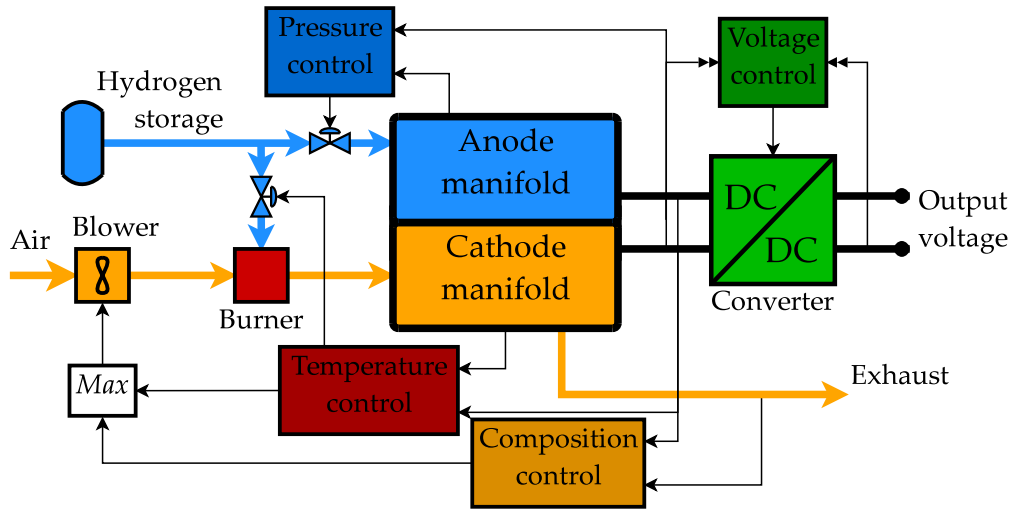 Pressure
control
Voltage
control
Hydrogen
storage
Anode
manifold
DC
DC
Output
voltage
Air
Blower
Cathode
manifold
Converter
Burner
Temperature
control
Max
Exhaust
Composition
control